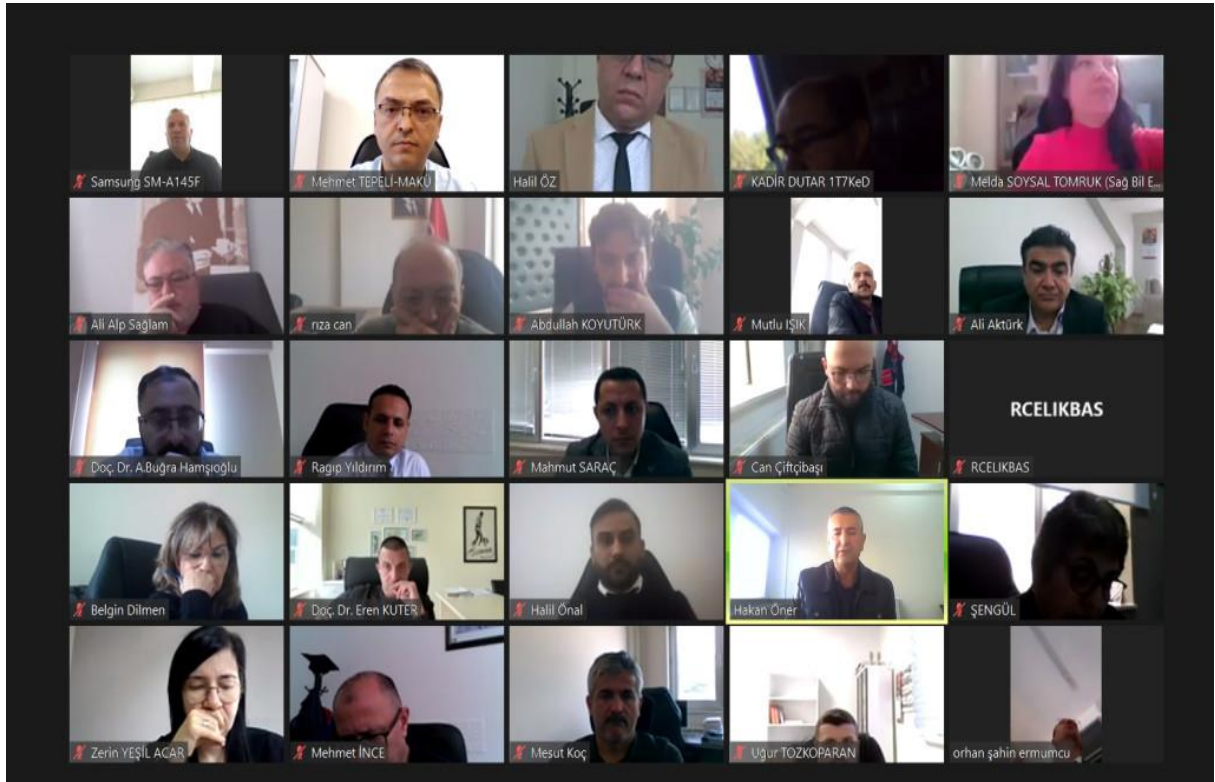 Samsung SM-A145F
Mehmet TEPELİ-MAKÜ
Halil ÖZ
KADİR DUTAR 1T7KeD
Melda SOYSAL TOMRUK (Sağ Bil E...
Ali Alp Sağlam
rıza can
Abdullah KOYUTÜRK
Mutlu IŞIK
Ali Aktürk
Doç. Dr. A.Buğra Hamşıoğlu
Ragıp Yıldırım
Mahmut SARAÇ
Can Çiftçibaşı
RCELIKBAS
RCELIKBAS
Belgin Dilmen
Doç. Dr. Eren KUTER
Halil Önal
Hakan Öner
ŞENGÜL
Zerin YEŞİL ACAR
Mehmet İNCE
Mesut Koç
Uğur TOZKOPARAN
orhan şahin ermumcu